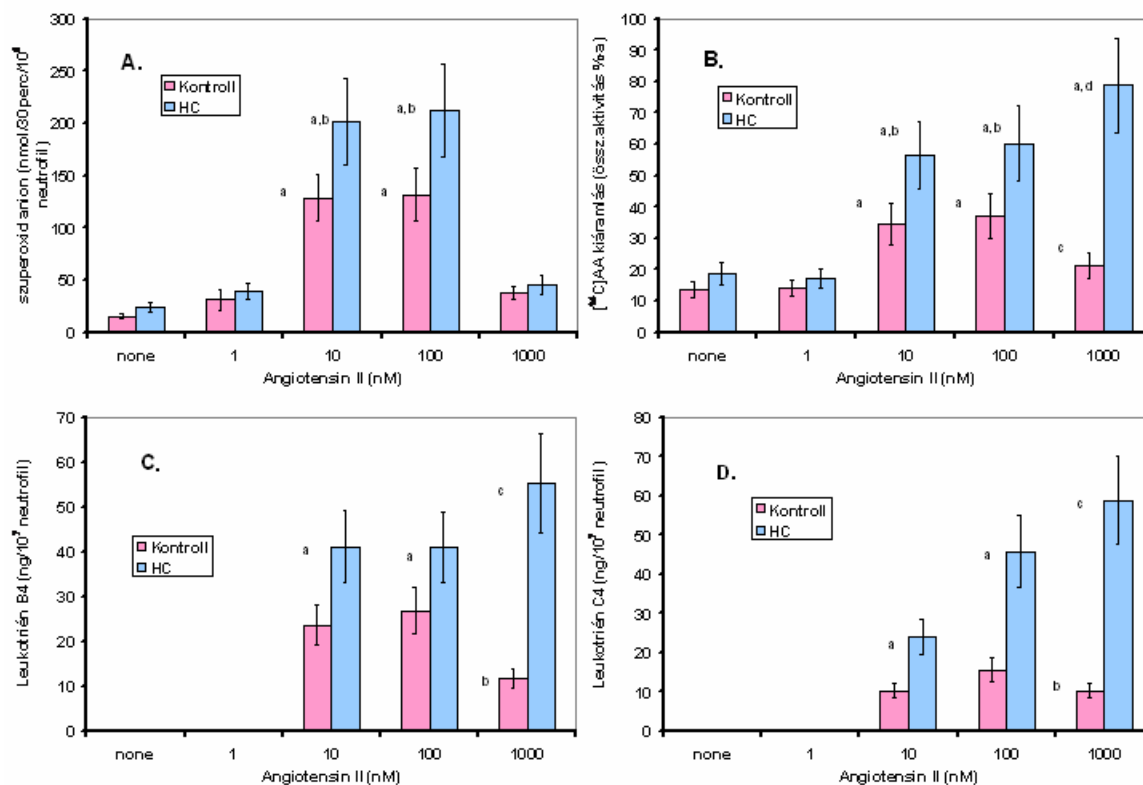 szuperoxid anion (nmol/30perc/10⁶
neutrofil)
300
250
200
150
100
50
0
A.
Kontroll
HC
a
a,b
a
a,b
none 1 10 100 1000
Angiotensin II (nM)
[¹⁴C]AA kiáramlás (össz.aktivitás %-a)
100
90
80
70
60
50
40
30
20
10
0
B.
Kontroll
HC
a
a,b
a
a,b
c
a,d
none 1 10 100 1000
Angiotensin II (nM)
Leukotrién B4 (ng/10⁷ neutrofil)
70
60
50
40
30
20
10
0
C.
Kontroll
HC
a
a
b
c
none 1 10 100 1000
Angiotensin II (nM)
Leukotrién C4 (ng/10⁷ neutrofil)
80
70
60
50
40
30
20
10
0
D.
Kontroll
HC
a
a
b
c
none 1 10 100 1000
Angiotensin II (nM)